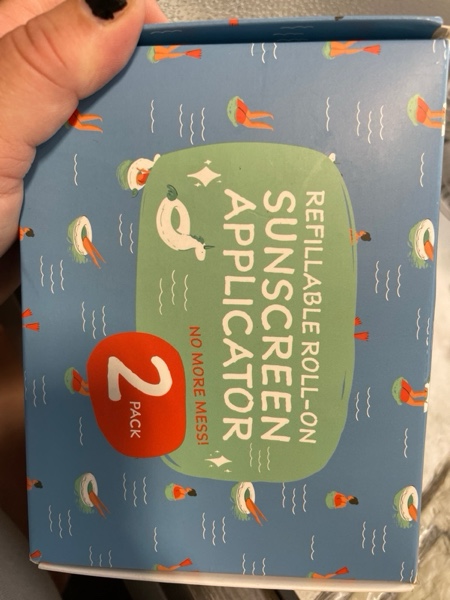 REFILLABLE ROLL-ON
SUNSCREEN
APPLICATOR
NO MORE MESS!
2
PACK